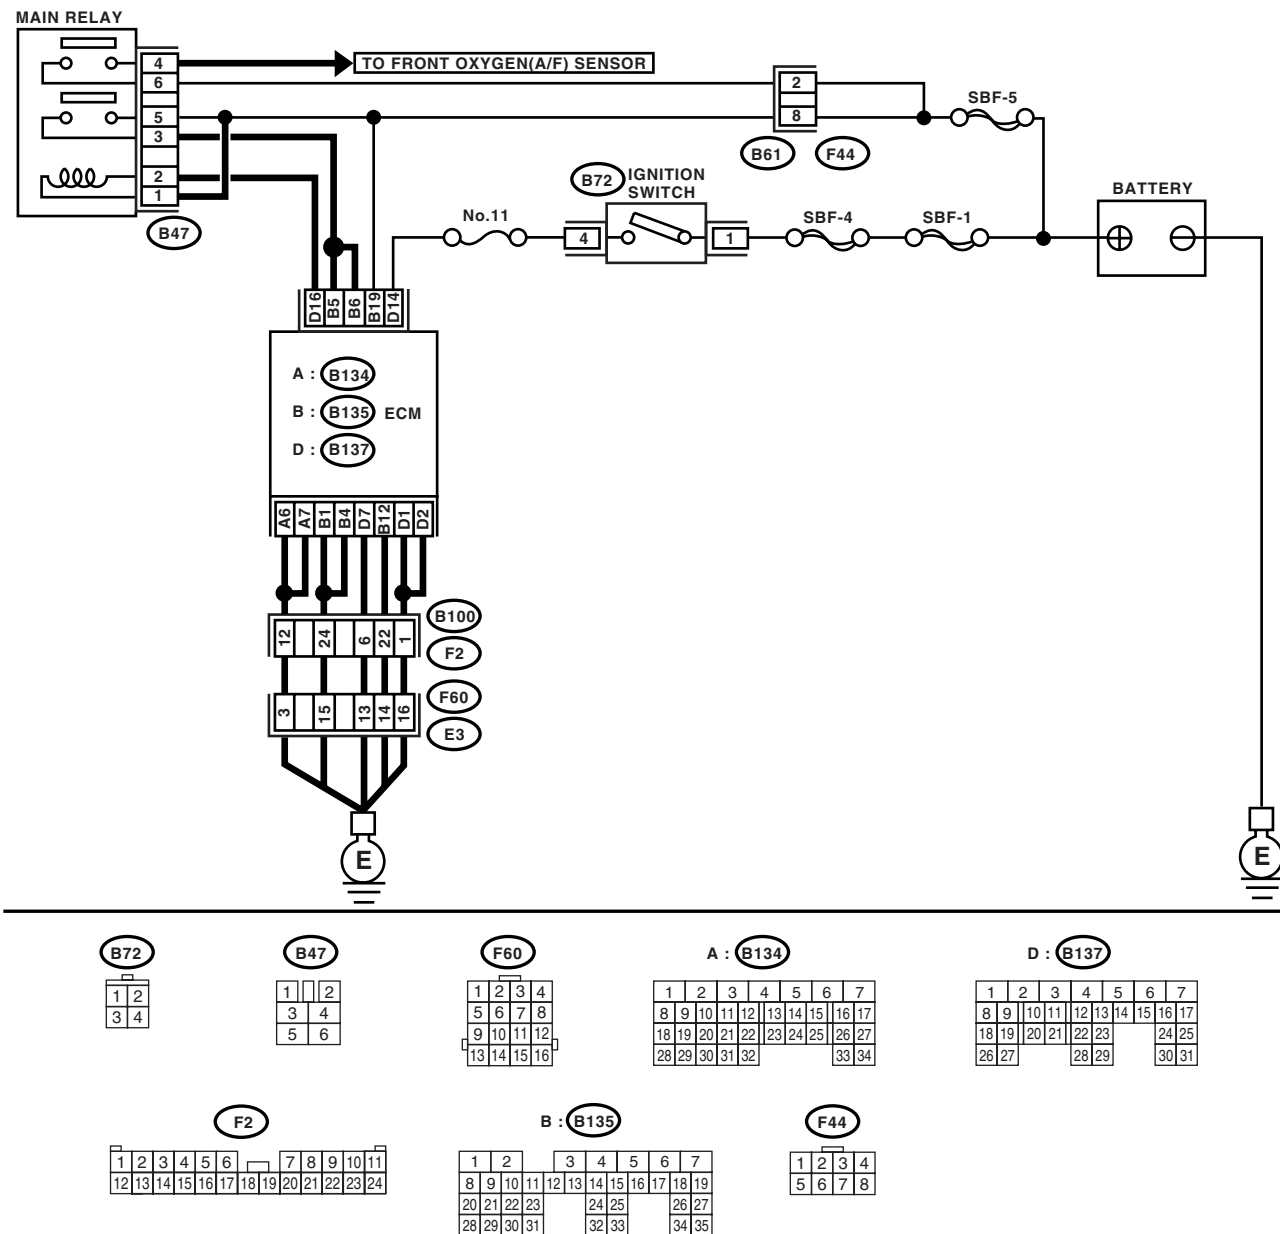 MAIN RELAY
4
TO FRONT OXYGEN(A/F) SENSOR
6
2
SBF-5
5
8
3
B61
F44
B72
IGNITION
SWITCH
BATTERY
2
1
B47
No.11
4
1
SBF-4
SBF-1
D16
B5
B6
B19
D14
A : B134
B : B135 ECM
D : B137
A6
A7
B1
B4
D7
B12
D1
D2
B100
12
24
6
22
1
F2
F60
3
15
13
14
16
E3
E
E
B72
B47
F60
A : B134
D : B137
1 2
3 4
1 2
3 4
5 6
1 2 3 4
5 6 7 8
9 10 11 12
13 14 15 16
1 2 3 4 5 6 7
8 9 10 11 12 13 14 15 16 17
18 19 20 21 22 23 24 25 26 27
28 29 30 31 32 33 34
1 2 3 4 5 6 7
8 9 10 11 12 13 14 15 16 17
18 19 20 21 22 23 24 25
26 27 28 29 30 31
F2
B : B135
F44
1 2 3 4 5 6 7 8 9 10 11
12 13 14 15 16 17 18 19 20 21 22 23 24
1 2 3 4 5 6 7
8 9 10 11 12 13 14 15 16 17 18 19
20 21 22 23 24 25 26 27
28 29 30 31 32 33 34 35
1 2 3 4
5 6 7 8